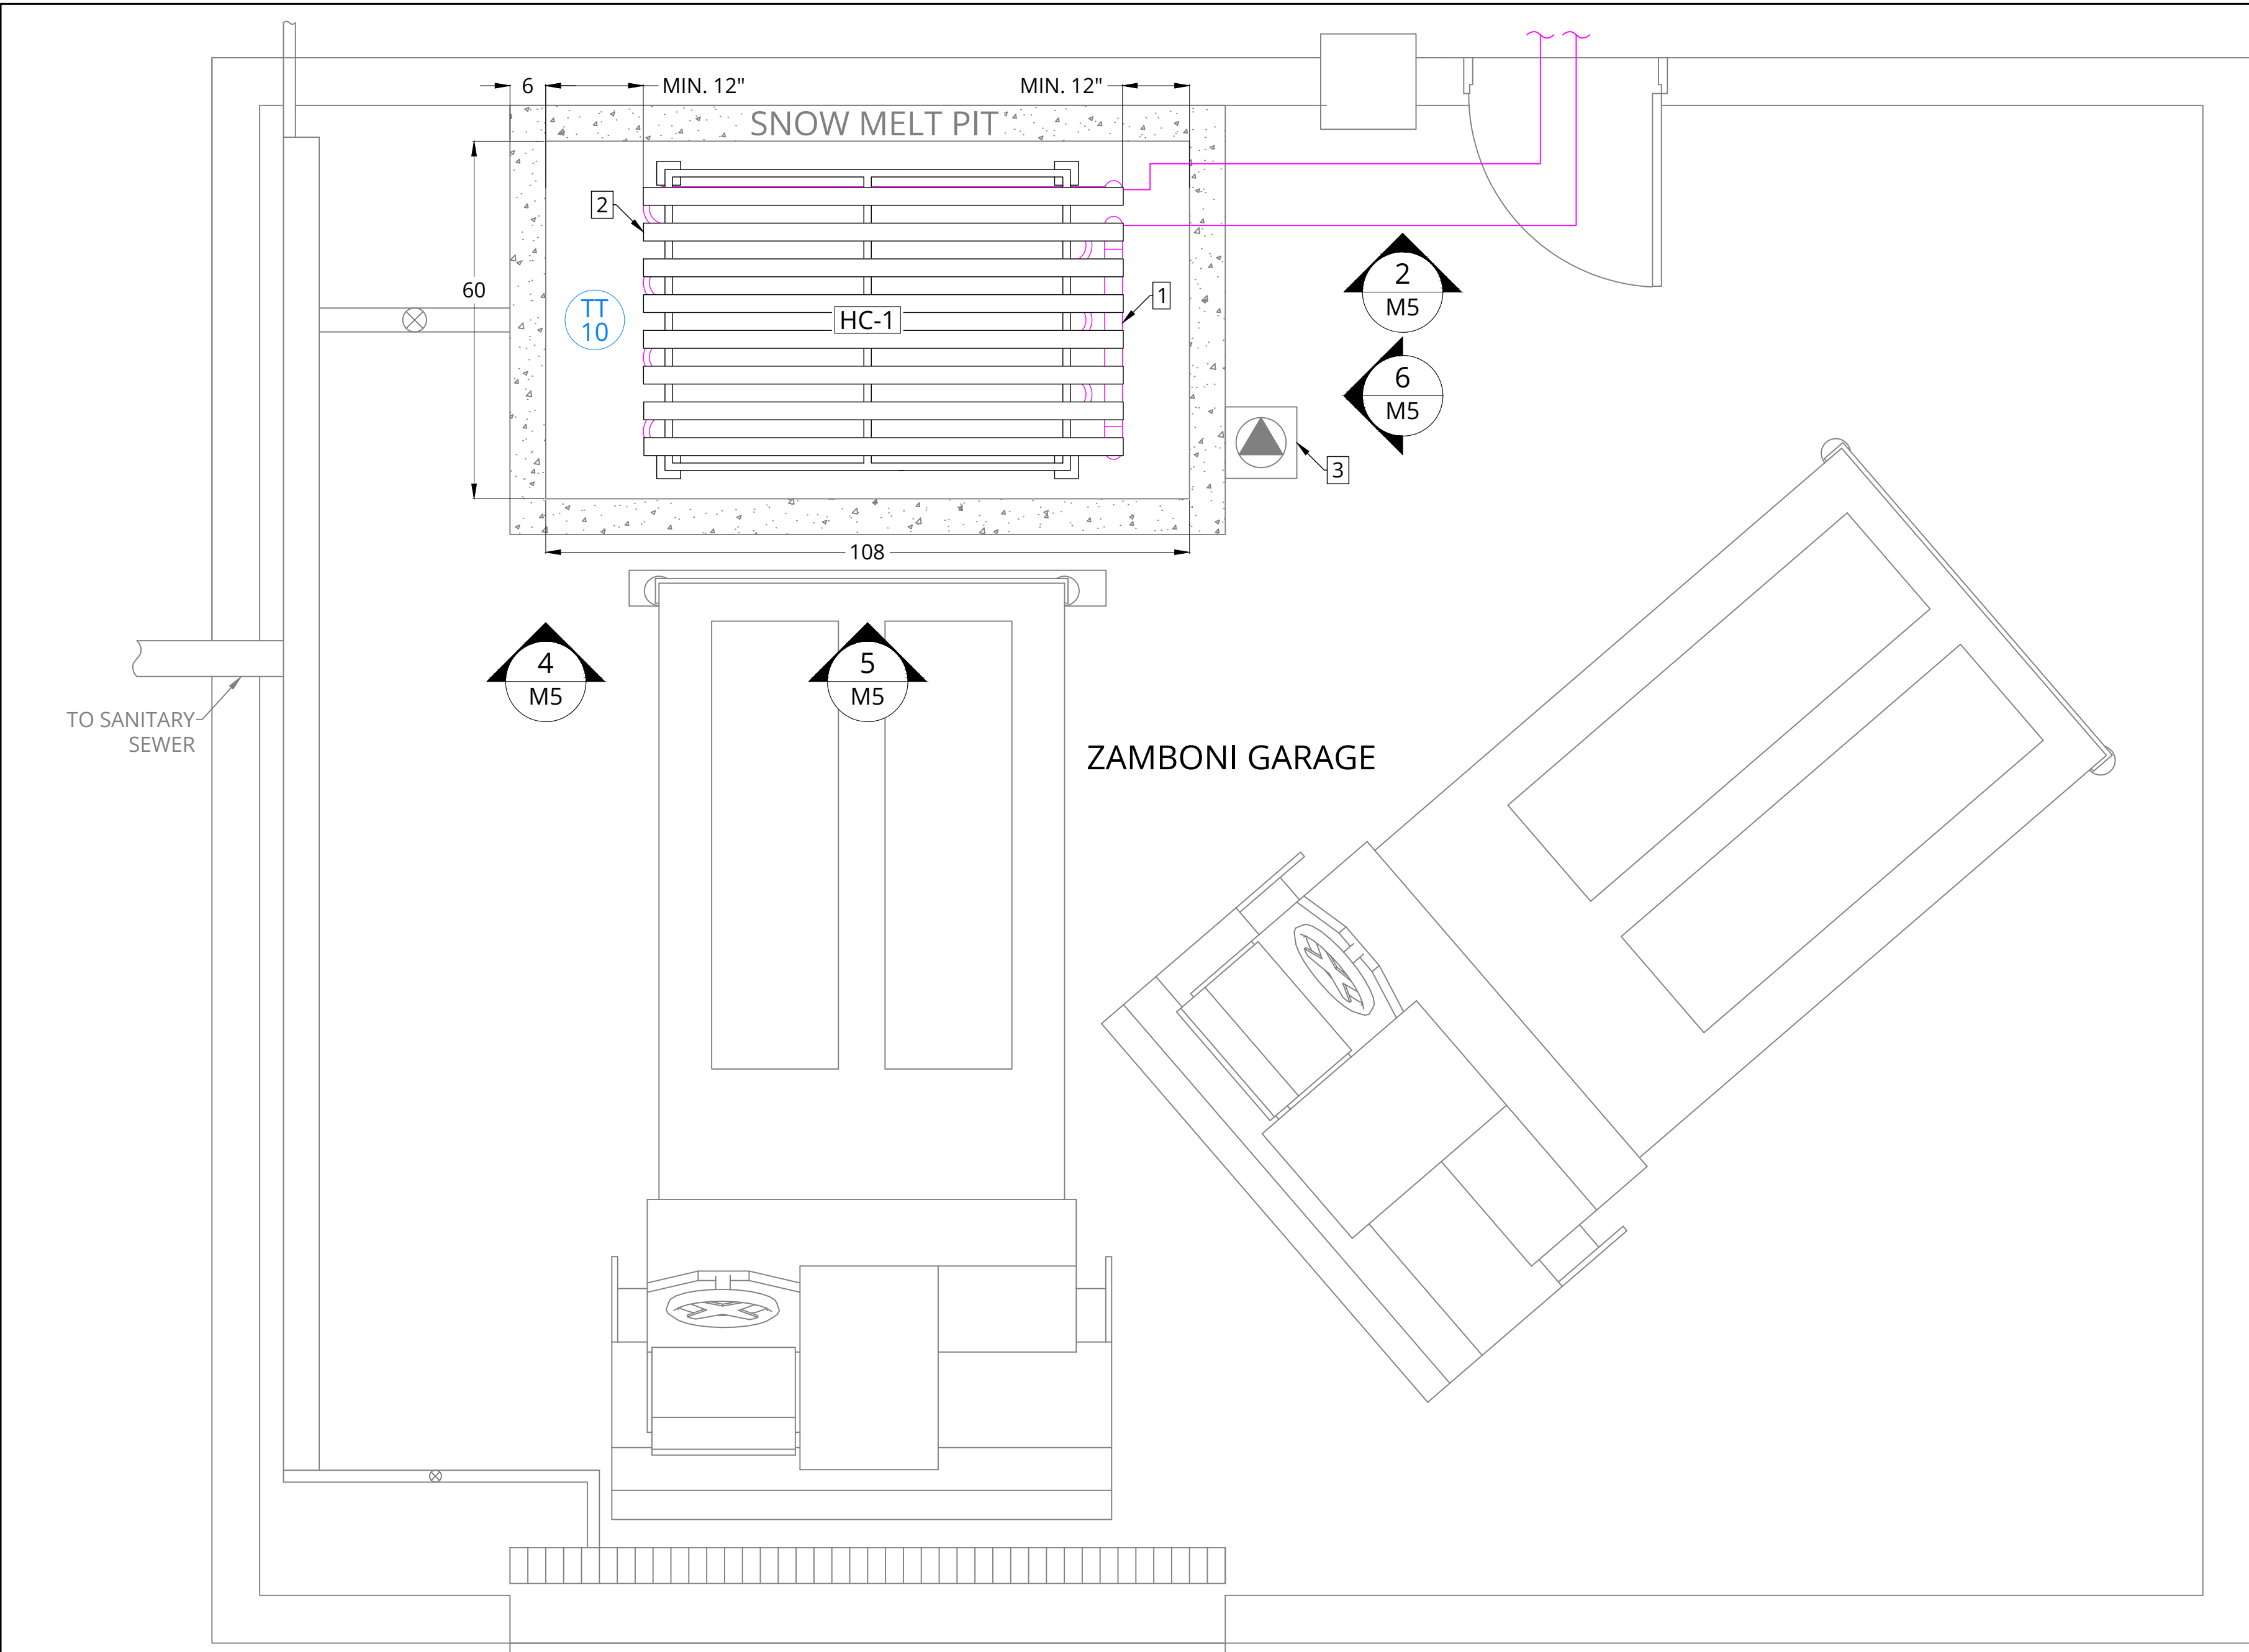 6
MIN. 12"
MIN. 12"
SNOW MELT PIT
2
60
TT
10
HC-1
1
2
M5
6
M5
3
108
4
M5
5
M5
TO SANITARY
SEWER
ZAMBONI GARAGE